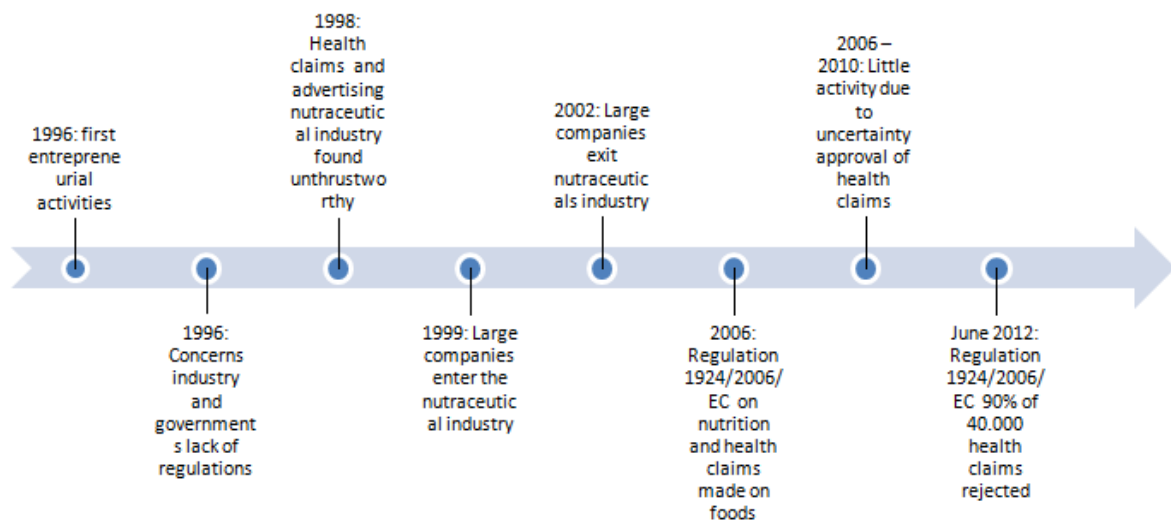 1996: first
entreprene
urial
activities
1996:
Concerns
industry
and
government
s lack of
regulations
1998:
Health
claims and
advertising
nutraceutic
al industry
found
unthrustwo
rthy
1999: Large
companies
enter the
nutraceutic
al industry
2002: Large
companies
exit
nutraceutic
als industry
2006:
Regulation
1924/2006/
EC on
nutrition
and health
claims
made on
foods
2006 –
2010: Little
activity due
to
uncertainty
approval of
health
claims
June 2012:
Regulation
1924/2006/
EC 90% of
40.000
health
claims
rejected